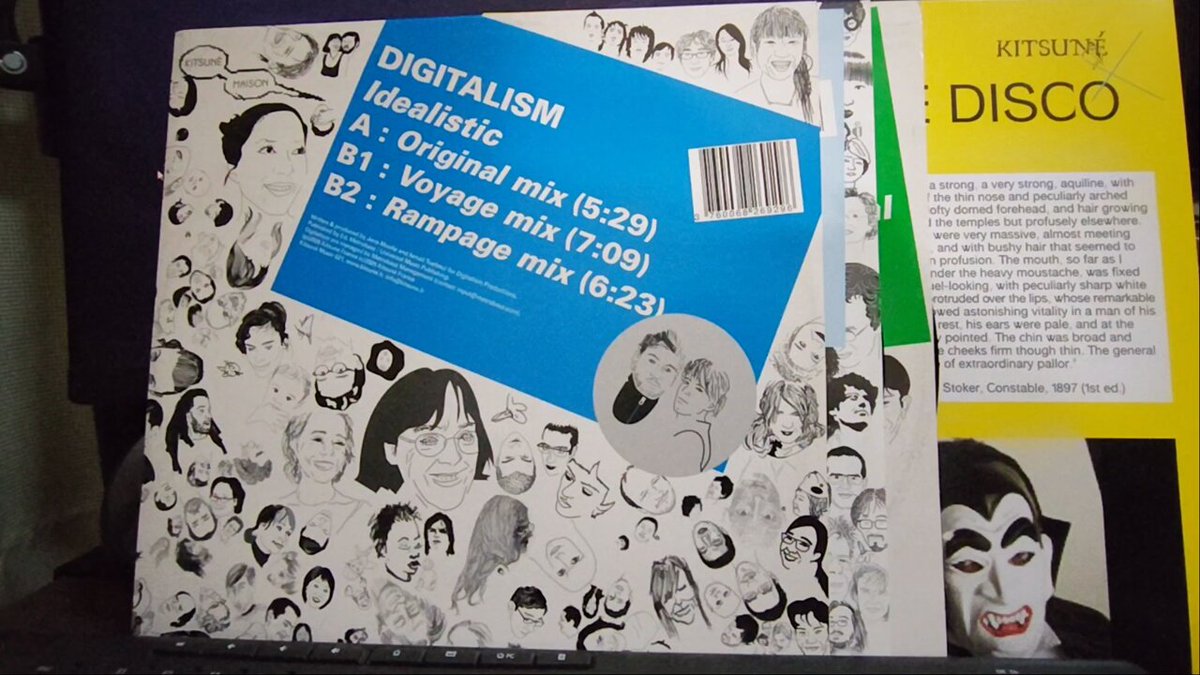 KITSUNÉ
MAISON
DIGITALISM
Idealistic
A : Original mix (5:29)
B1 : Voyage mix (7:09)
B2 : Rampage mix (6:23)
3 760068 269296
KITSUNÉ
DISCO
a strong, a very strong, aquiline, with
the thin nose and peculiarly arched
lofty domed forehead, and hair growing
the temples but profusely elsewhere.
were very massive, almost meeting
and with bushy hair that seemed to
profusion. The mouth, so far as I
under the heavy moustache, was fixed
looking, with peculiarly sharp white
protruded over the lips, whose remarkable
astonishing vitality in a man of his
rest, his ears were pale, and at the
pointed. The chin was broad and
cheeks firm though thin. The general
of extraordinary pallor."
Stoker, Constable, 1897 (1st ed.)